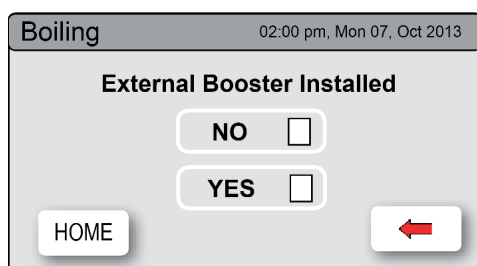 Boiling 02:00 pm, Mon 07, Oct 2013
External Booster Installed
NO
YES
HOME